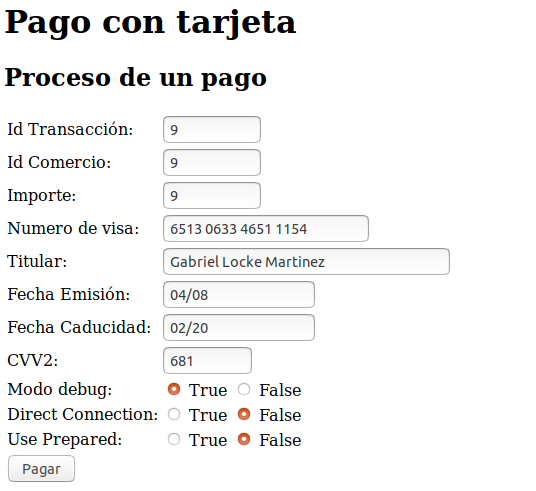 Pago con tarjeta
Proceso de un pago
Id Transacción: 9
Id Comercio: 9
Importe: 9
Numero de visa: 6513 0633 4651 1154
Titular: Gabriel Locke Martinez
Fecha Emisión: 04/08
Fecha Caducidad: 02/20
CVV2: 681
Modo debug: True False
Direct Connection: True False
Use Prepared: True False
Pagar